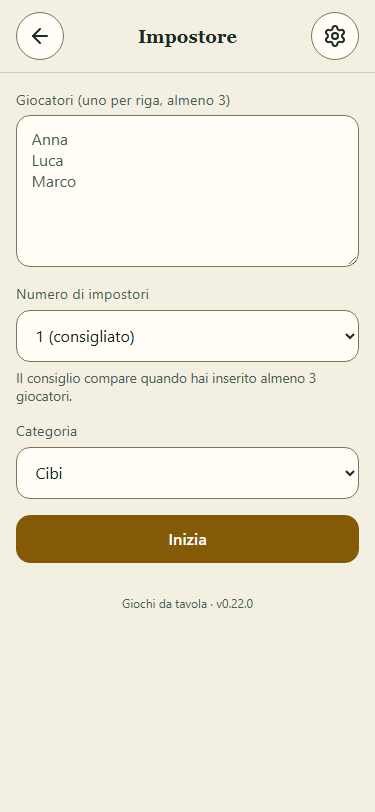 Impostore
Giocatori (uno per riga, almeno 3)
Anna
Luca
Marco
Numero di impostori
1 (consigliato)
Il consiglio compare quando hai inserito almeno 3
giocatori.
Categoria
Cibi
Inizia
Giochi da tavola · v0.22.0